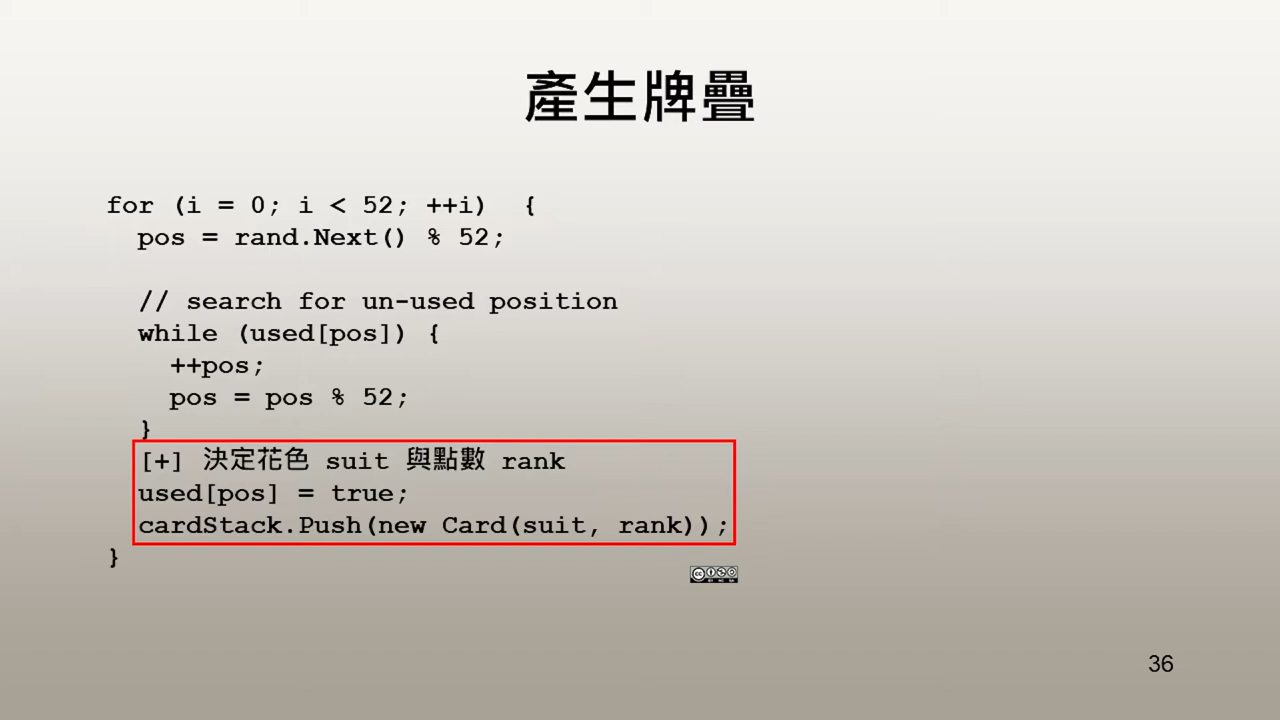 產生牌疊
for (i = 0; i < 52; ++i)  {
  pos = rand.Next() % 52;
  // search for un-used position
  while (used[pos]) {
    ++pos;
    pos = pos % 52;
  }
  [+] 決定花色 suit 與點數 rank
  used[pos] = true;
  cardStack.Push(new Card(suit, rank));
}
36